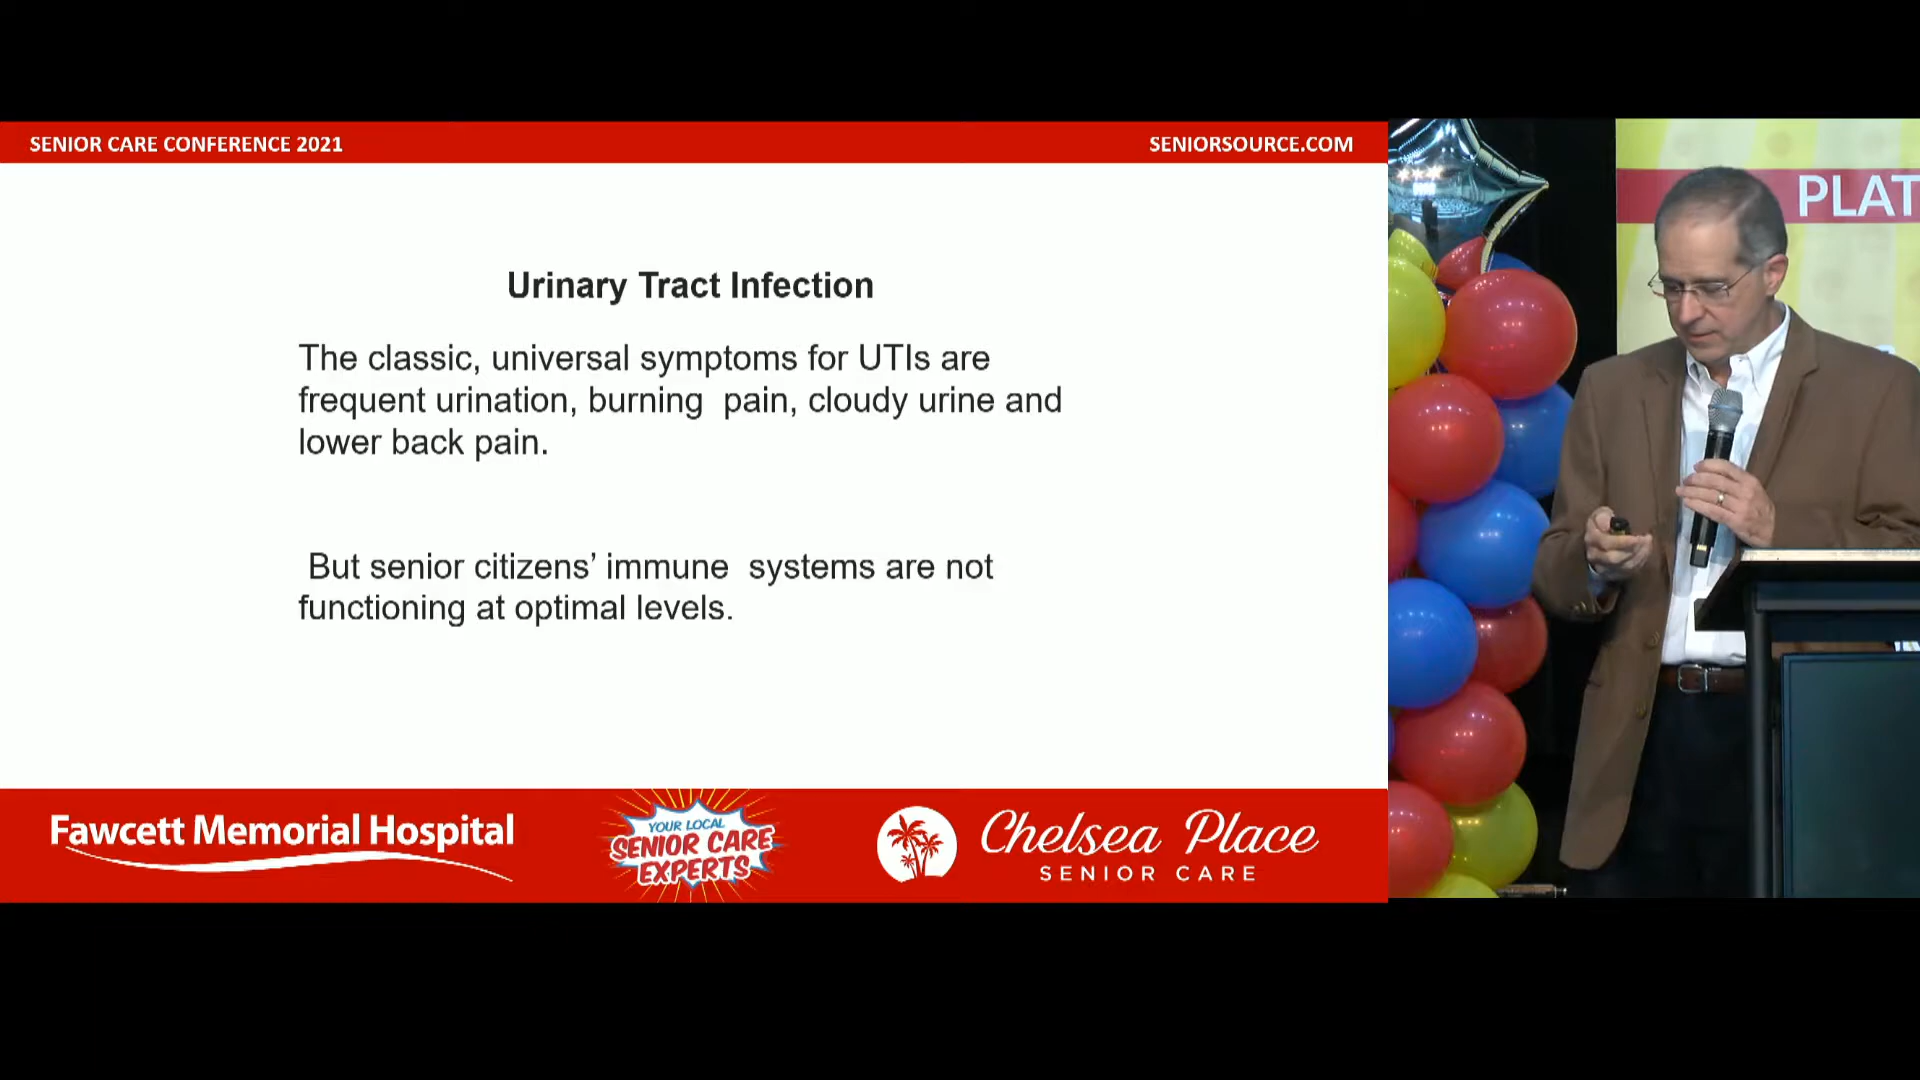 SENIOR CARE CONFERENCE 2021
SENIORSOURCE.COM
Urinary Tract Infection
The classic, universal symptoms for UTIs are
frequent urination, burning  pain, cloudy urine and
lower back pain.
But senior citizens’ immune  systems are not
functioning at optimal levels.
Fawcett Memorial Hospital
YOUR LOCAL
SENIOR CARE
EXPERTS
Chelsea Place
SENIOR CARE
PLAT